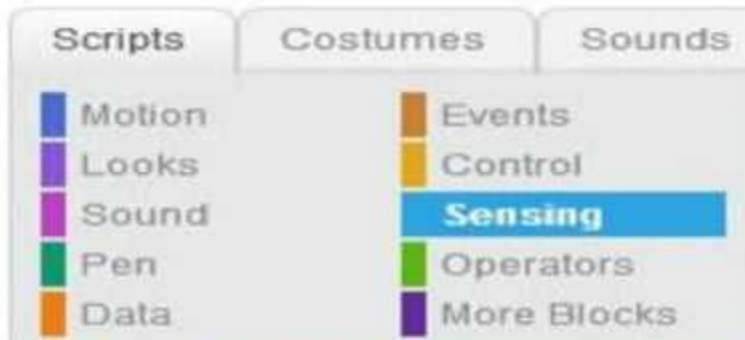 Scripts Costumes Sounds
Motion Events
Looks Control
Sound Sensing
Pen Operators
Data More Blocks